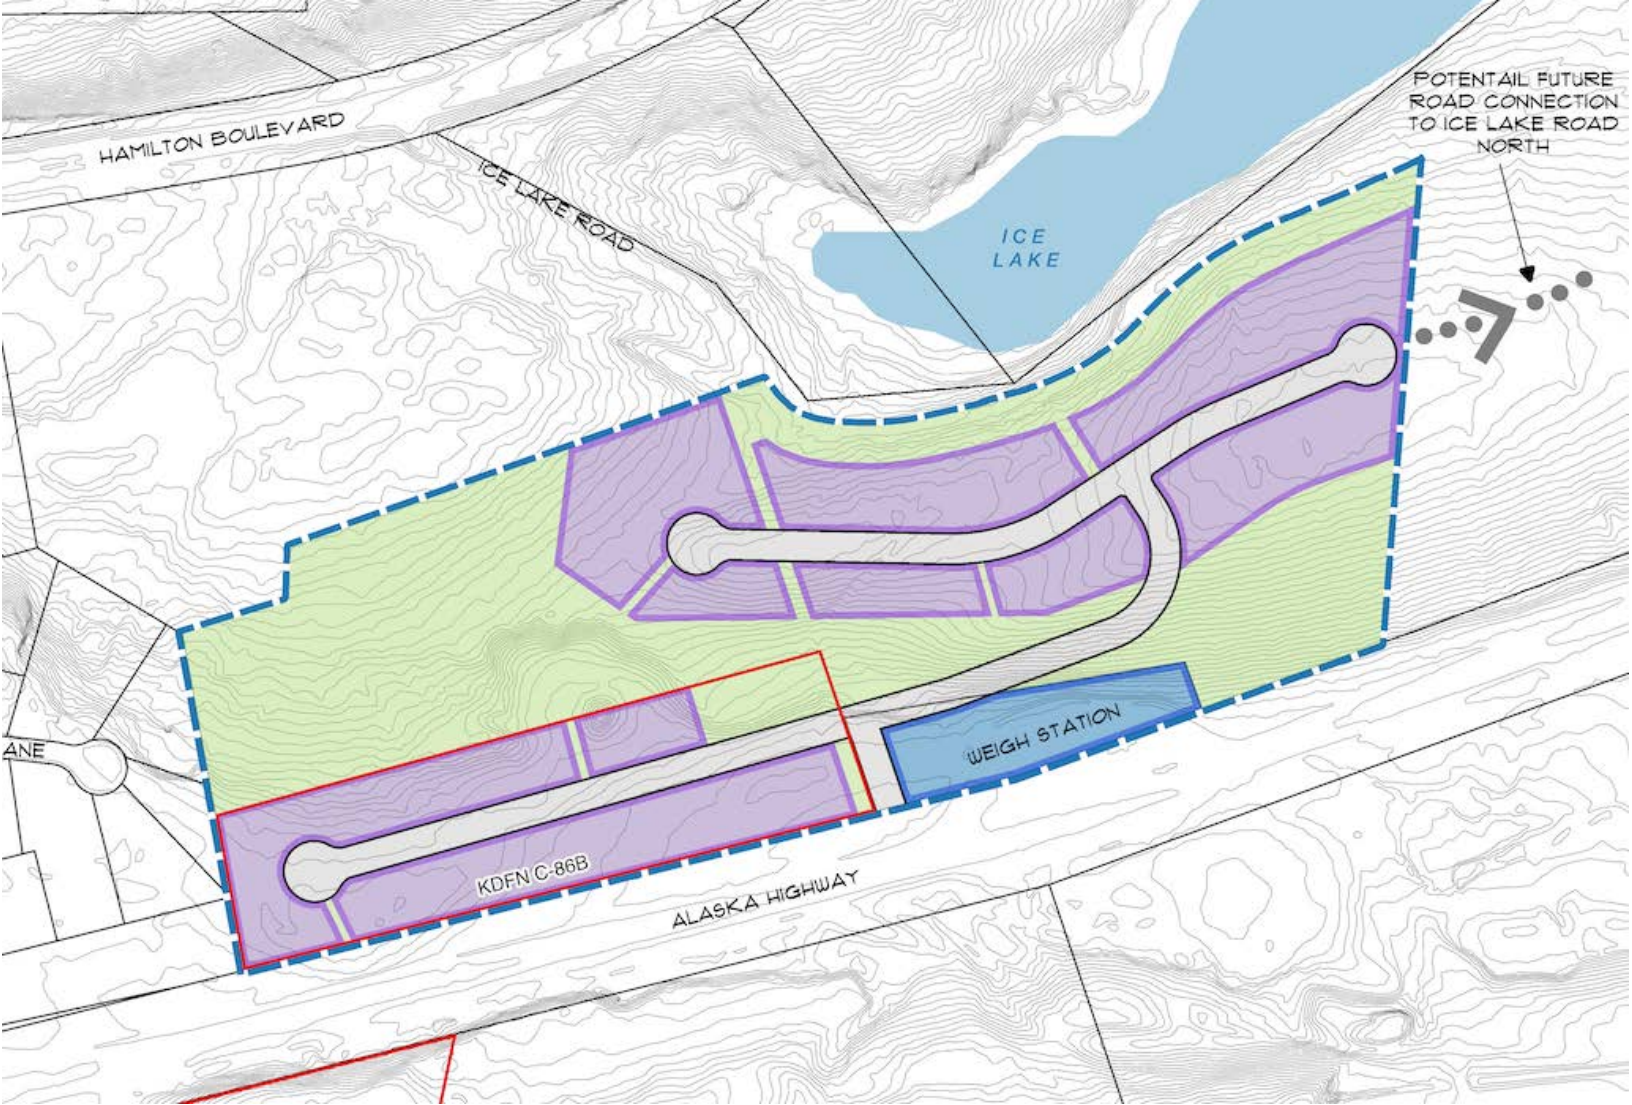 POTENTAIL FUTURE
ROAD CONNECTION
TO ICE LAKE ROAD
NORTH
HAMILTON BOULEVARD
ICE LAKE ROAD
ICE
LAKE
WEIGH STATION
ANE
KDFN C-86B
ALASKA HIGHWAY